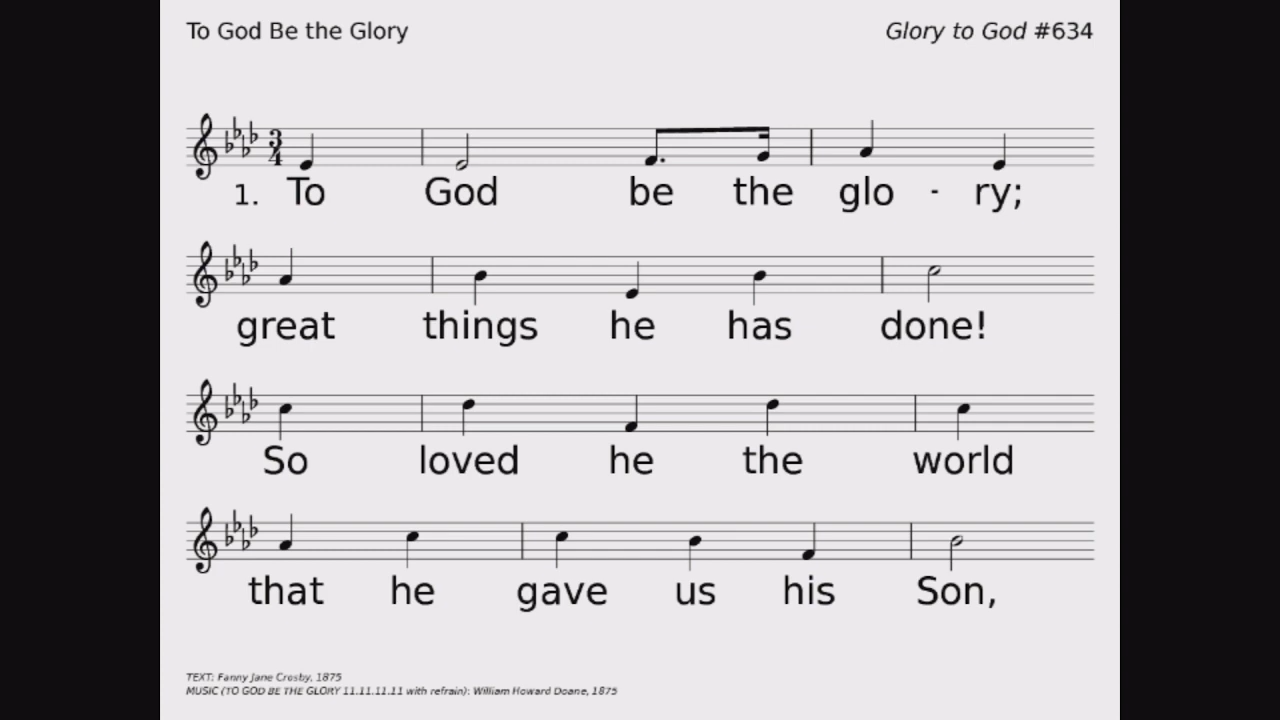 To God Be the Glory
Glory to God #634
3
4
1. To God be the glo - ry;
great things he has done!
So loved he the world
that he gave us his Son,
TEXT: Fanny Jane Crosby, 1875
MUSIC (TO GOD BE THE GLORY 11.11.11.11 with refrain): William Howard Doane, 1875